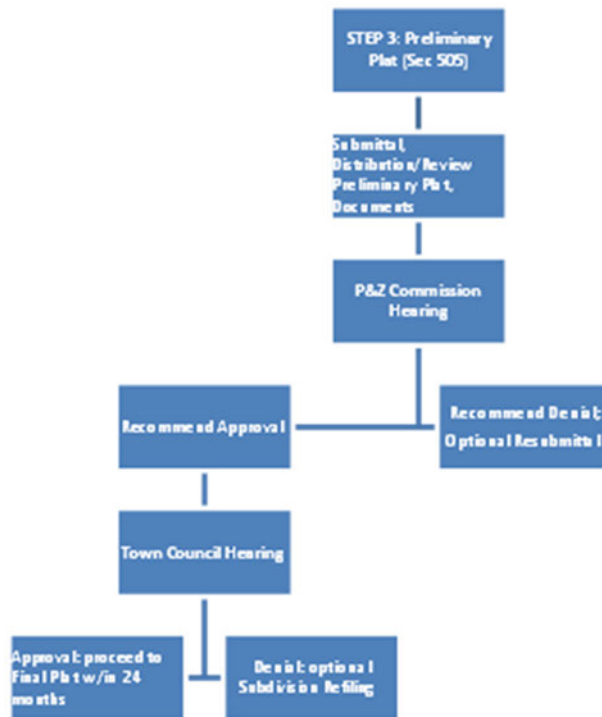 STEP 3: Preliminary
Plat (Sec 505)
Submittal,
Distribution/Review
Preliminary Plat,
Documents
P&Z Commission
Hearing
Recommend Approval
Recommend Denial;
Optional Resubmittal
Town Council Hearing
Approval: proceed to
Final Plat w/in 24
months
Denial: optional
Subdivision Refiling